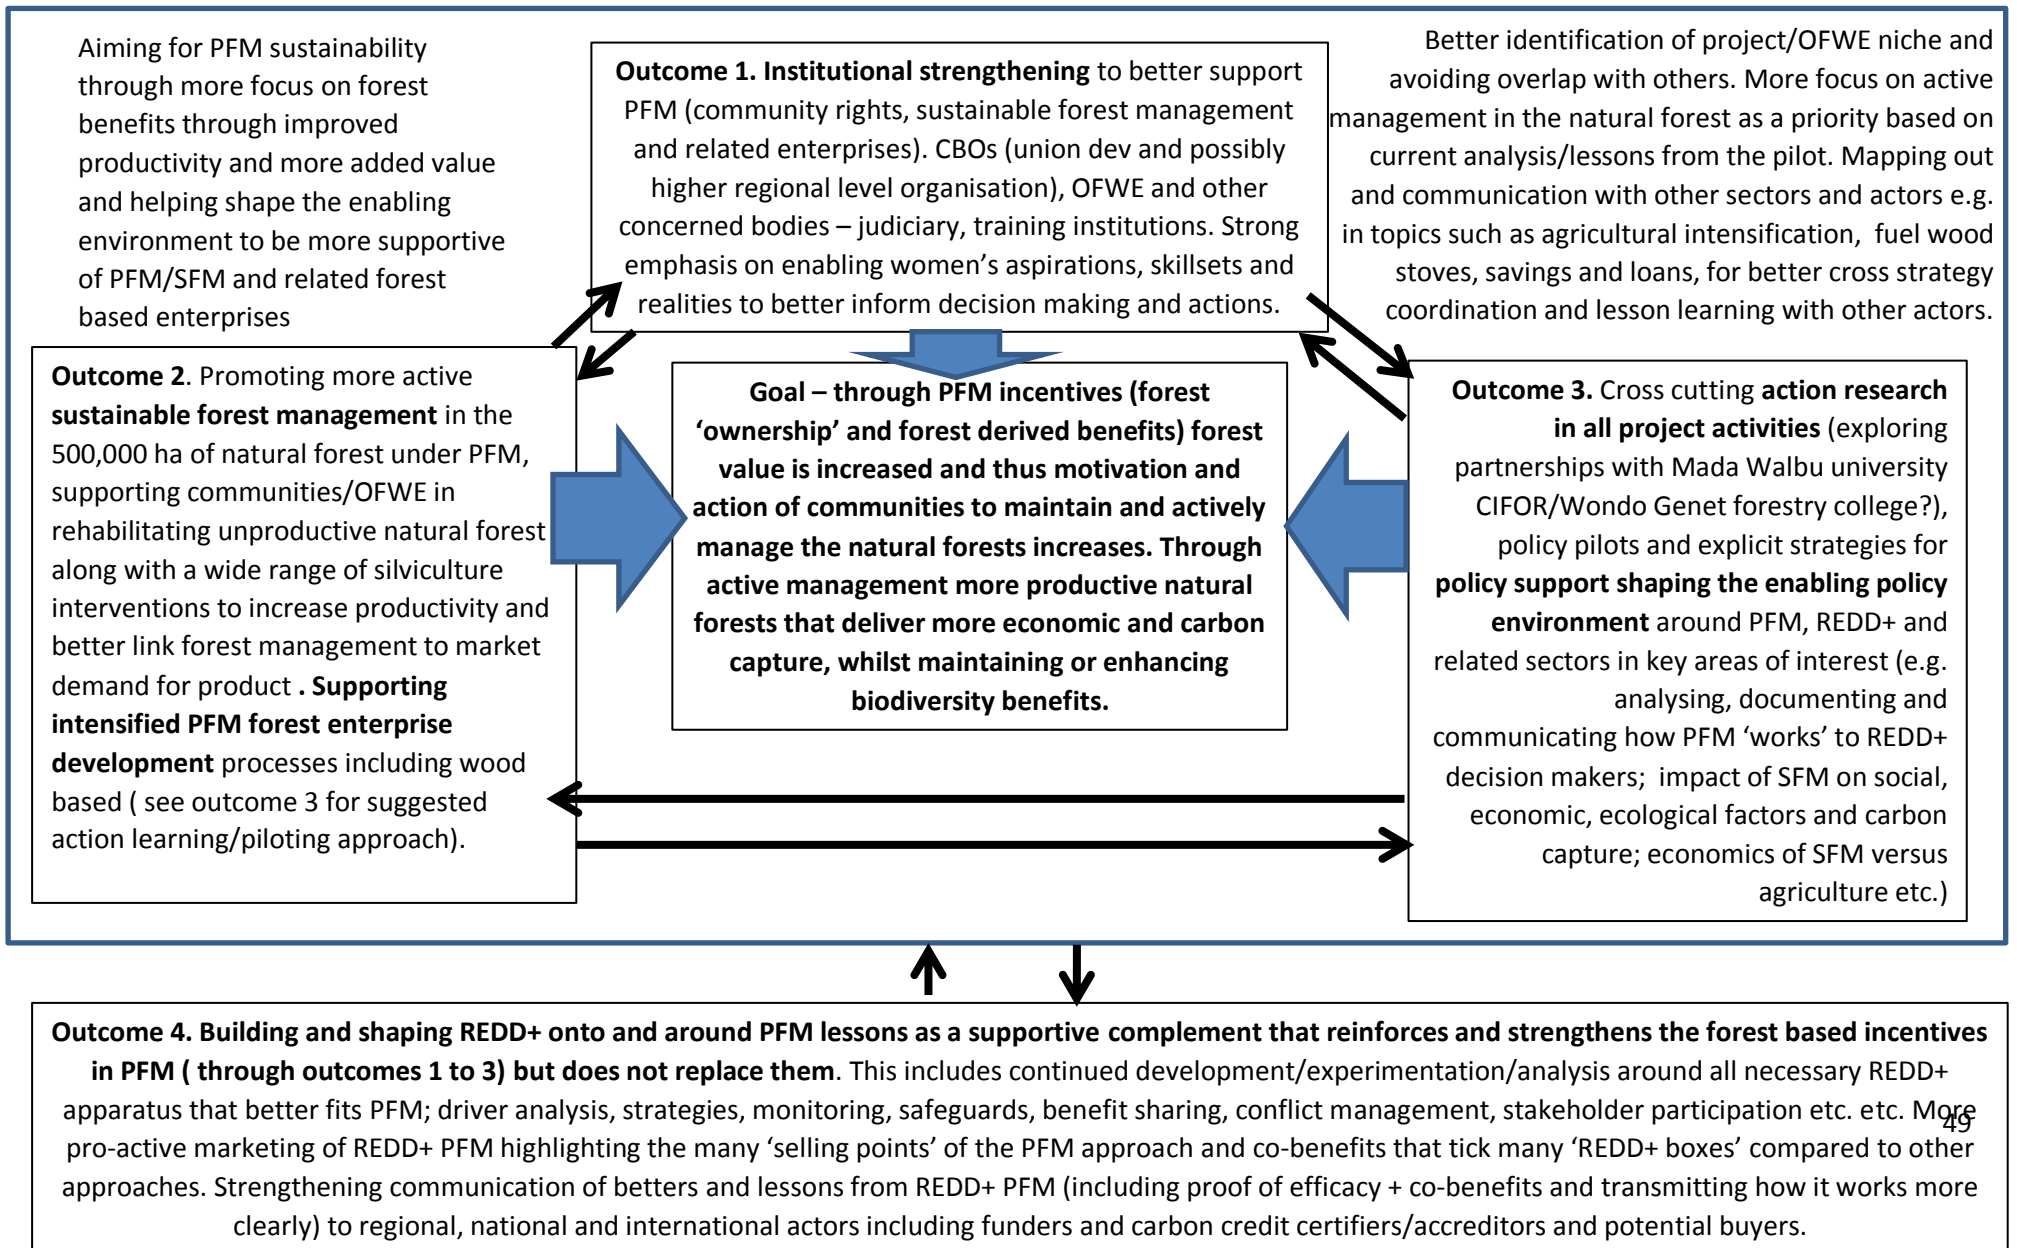 Aiming for PFM sustainability
through more focus on forest
benefits through improved
productivity and more added value
and helping shape the enabling
environment to be more supportive
of PFM/SFM and related forest
based enterprises
Outcome 1. Institutional strengthening to better support
PFM (community rights, sustainable forest management
and related enterprises). CBOs (union dev and possibly
higher regional level organisation), OFWE and other
concerned bodies – judiciary, training institutions. Strong
emphasis on enabling women’s aspirations, skillsets and
realities to better inform decision making and actions.
Better identification of project/OFWE niche and
avoiding overlap with others. More focus on active
management in the natural forest as a priority based on
current analysis/lessons from the pilot. Mapping out
and communication with other sectors and actors e.g.
in topics such as agricultural intensification, fuel wood
stoves, savings and loans, for better cross strategy
coordination and lesson learning with other actors.
Outcome 2. Promoting more active
sustainable forest management in the
500,000 ha of natural forest under PFM,
supporting communities/OFWE in
rehabilitating unproductive natural forest
along with a wide range of silviculture
interventions to increase productivity and
better link forest management to market
demand for product . Supporting
intensified PFM forest enterprise
development processes including wood
based ( see outcome 3 for suggested
action learning/piloting approach).
Goal – through PFM incentives (forest
‘ownership’ and forest derived benefits) forest
value is increased and thus motivation and
action of communities to maintain and actively
manage the natural forests increases. Through
active management more productive natural
forests that deliver more economic and carbon
capture, whilst maintaining or enhancing
biodiversity benefits.
Outcome 3. Cross cutting action research
in all project activities (exploring
partnerships with Mada Walbu university
CIFOR/Wondo Genet forestry college?),
policy pilots and explicit strategies for
policy support shaping the enabling policy
environment around PFM, REDD+ and
related sectors in key areas of interest (e.g.
analysing, documenting and
communicating how PFM ‘works’ to REDD+
decision makers; impact of SFM on social,
economic, ecological factors and carbon
capture; economics of SFM versus
agriculture etc.)
Outcome 4. Building and shaping REDD+ onto and around PFM lessons as a supportive complement that reinforces and strengthens the forest based incentives
in PFM ( through outcomes 1 to 3) but does not replace them. This includes continued development/experimentation/analysis around all necessary REDD+
apparatus that better fits PFM; driver analysis, strategies, monitoring, safeguards, benefit sharing, conflict management, stakeholder participation etc. etc. More
pro-active marketing of REDD+ PFM highlighting the many ‘selling points’ of the PFM approach and co-benefits that tick many ‘REDD+ boxes’ compared to other
approaches. Strengthening communication of betters and lessons from REDD+ PFM (including proof of efficacy + co-benefits and transmitting how it works more
clearly) to regional, national and international actors including funders and carbon credit certifiers/accreditors and potential buyers.
49